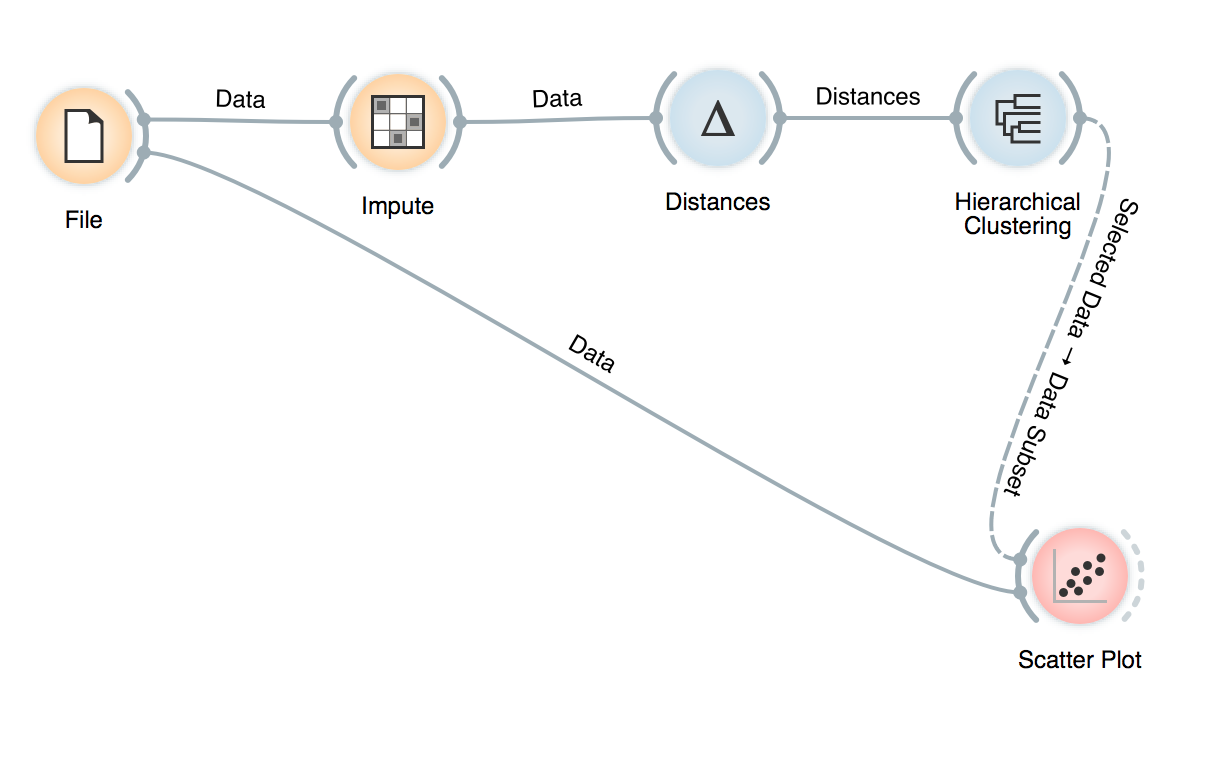 Data
Data
Distances
File
Impute
Distances
Hierarchical
Clustering
Selected Data → Data Subset
Data
Scatter Plot